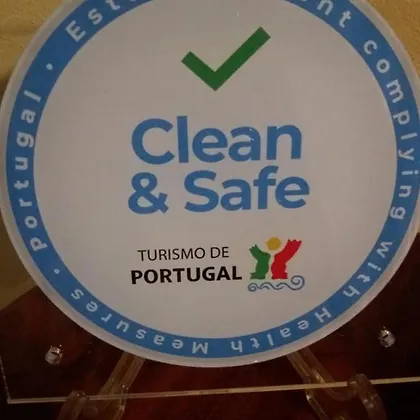 complying with Health Measures · Portugal ·
Clean
& Safe
TURISMO DE
PORTUGAL